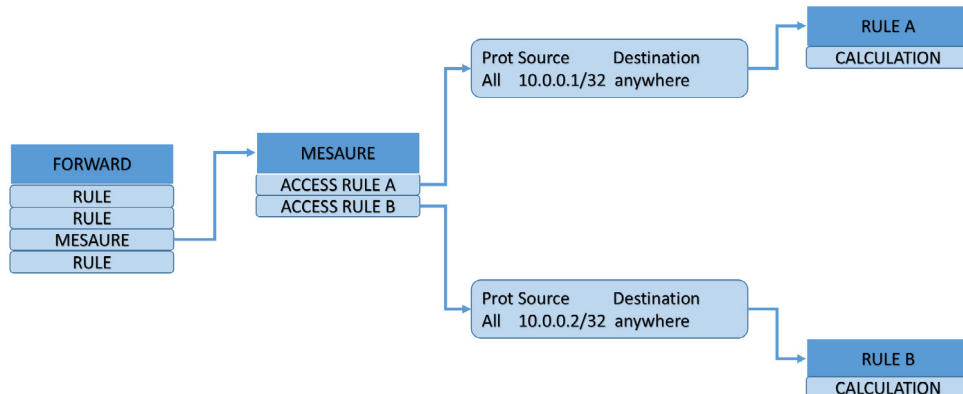 FORWARD
RULE
RULE
MESAURE
RULE
MESAURE
ACCESS RULE A
ACCESS RULE B
Prot Source Destination
All 10.0.0.1/32 anywhere
RULE A
CALCULATION
Prot Source Destination
All 10.0.0.2/32 anywhere
RULE B
CALCULATION